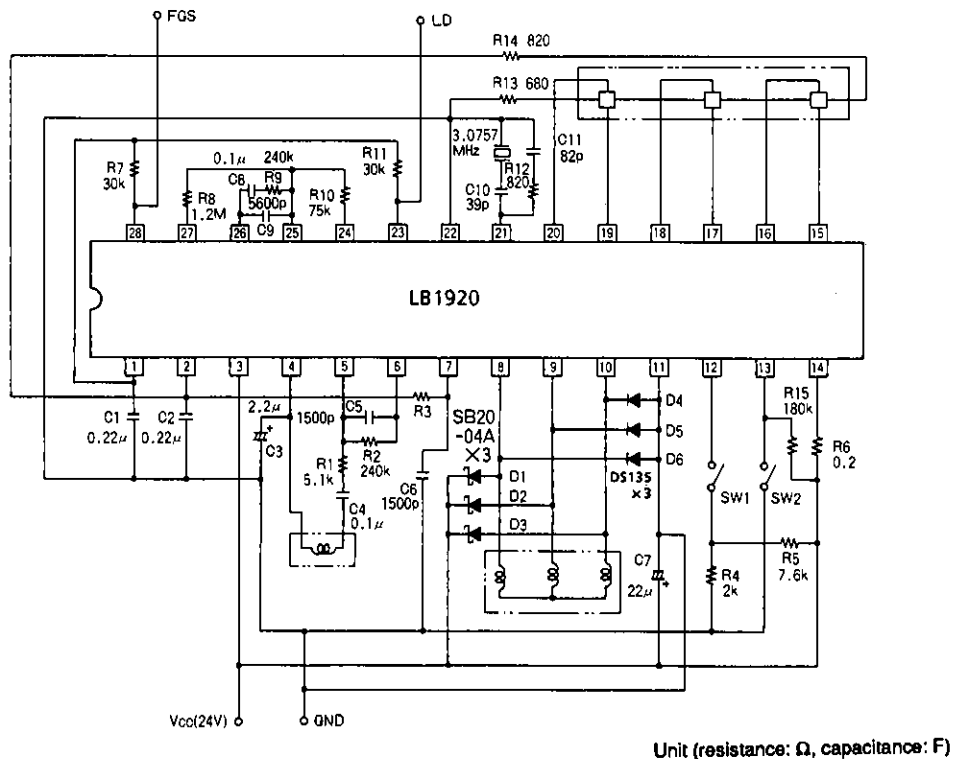 FGS
LD
R14 820
R13 680
3.0757
MHz
C11
82p
R12
820
C10
39p
R7
30k
0.1μ 240k
R11
30k
C8
R9
R8
1.2M
5600p
C9
R10
75k
28 27 26 25 24 23 22 21 20 19 18 17 16 15
LB1920
1 2 3 4 5 6 7 8 9 10 11 12 13 14
C1
0.22μ
C2
0.22μ
2.2μ
C3
1500p
C5
R3
R2
240k
R1
5.1k
C4
0.1μ
C6
1500p
SB20
-04A
×3
D1
D2
D3
D4
D5
D6
DS135
×3
C7
22μ
R15
180k
R6
0.2
SW1
SW2
R5
7.6k
R4
2k
Vcc(24V)
GND
Unit (resistance: Ω, capacitance: F)